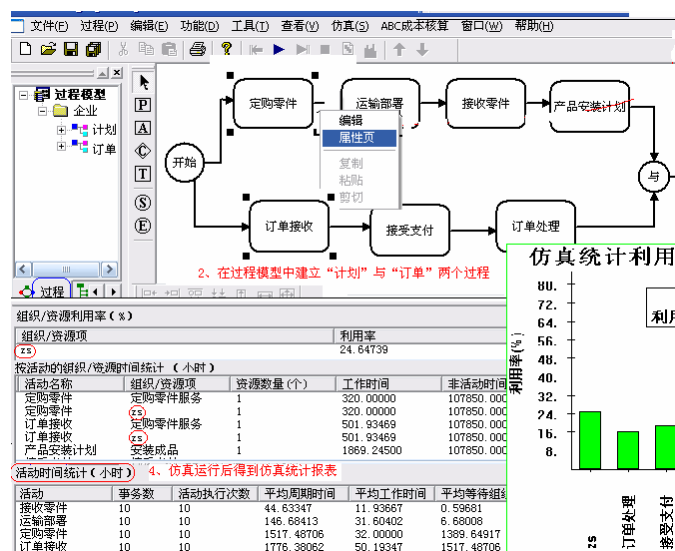 文件(F) 过程(P) 编辑(E) 功能(D) 工具(T) 查看(V) 仿真(S) ABC成本核算 窗口(W) 帮助(H)
过程模型
企业
计划
订单
P
A
C
T
S
E
开始
定购零件
运输部署
接收零件
产品安装计划
与
编辑
属性页
复制
粘贴
剪切
订单接收
接受支付
订单处理
2、在过程模型中建立“计划”与“订单”两个过程
过程
组织/资源利用率(%)
组织/资源项 利用率
zs 24.64739
按活动的组织/资源时间统计 (小时)
活动名称 组织/资源项 资源数量(个) 工作时间 非活动时间
定购零件 定购零件服务 1 320.00000 107850.000
定购零件 zs 1 320.00000 107850.000
订单接收 定购零件服务 1 501.93469 107850.000
订单接收 zs 1 501.93469 107850.000
产品安装计划 安装成品 1 1869.24500 107850.000
活动时间统计(小时) 4、仿真运行后得到仿真统计报表
活动 事务数 活动执行次数 平均周期时间 平均工作时间 平均等待组织
接收零件 10 10 44.63347 11.93667 0.59681
运输部署 10 10 146.68413 31.60402 6.68008
定购零件 10 10 1517.48706 32.00000 1389.64917
订单接收 10 10 1776.38062 50.19347 1517.48706
仿真统计利用
利用率(%)
80.
72.
64.
56.
48.
40.
32.
24.
16.
8.
利用
zs
订单处理
接受支付